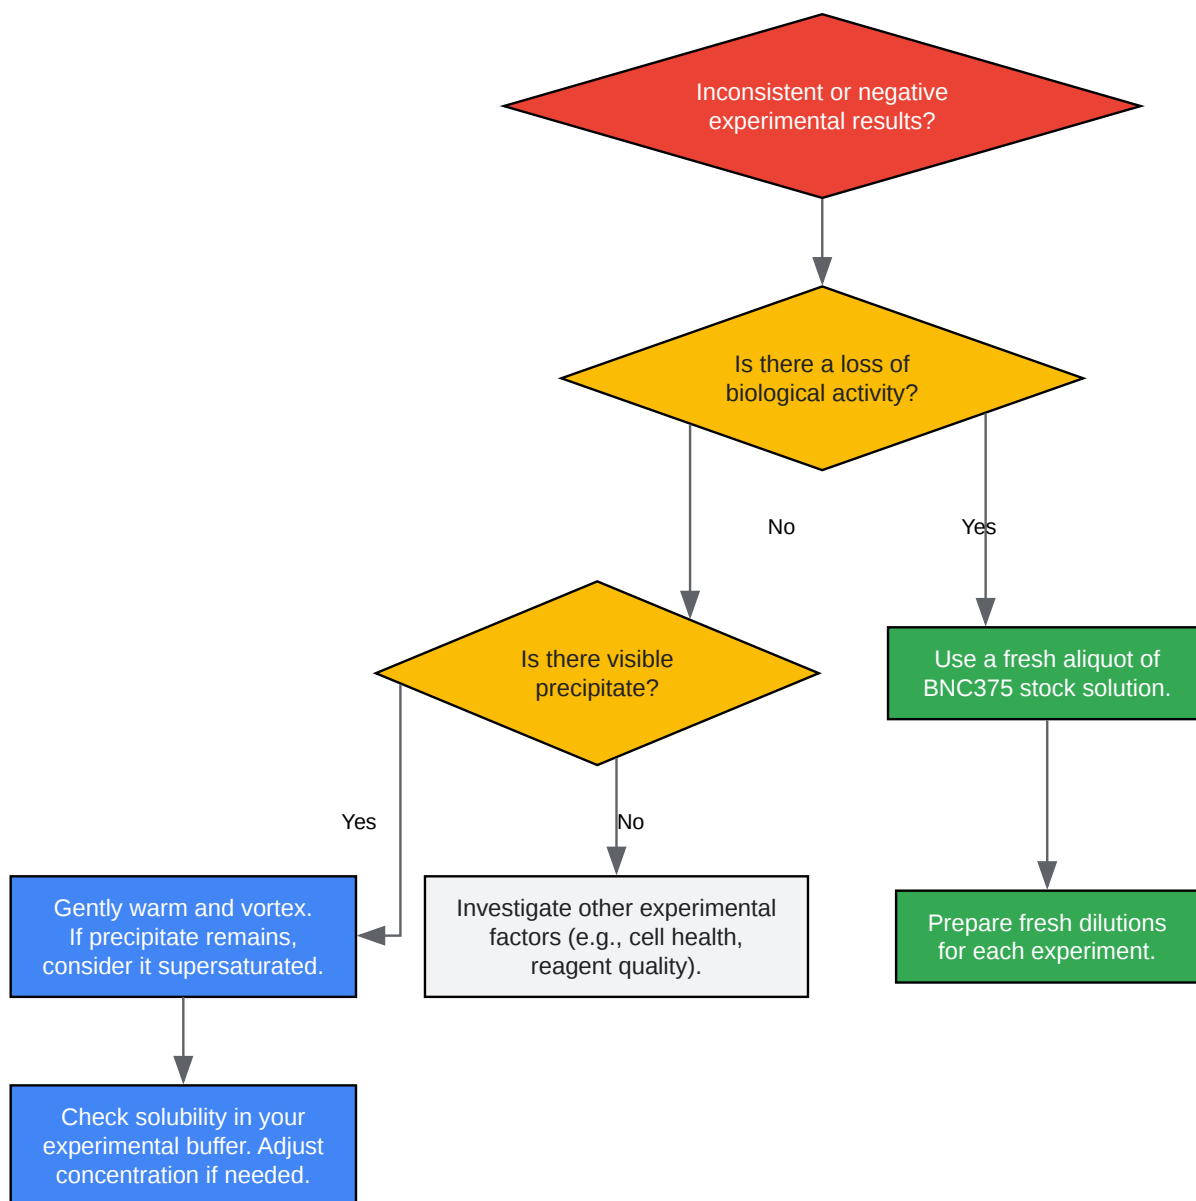 Inconsistent or negative
experimental results?
Is there a loss of
biological activity?
No
Yes
Is there visible
precipitate?
Use a fresh aliquot of
BNC375 stock solution.
Yes
No
Gently warm and vortex.
If precipitate remains,
consider it supersaturated.
Investigate other experimental
factors (e.g., cell health,
reagent quality).
Prepare fresh dilutions
for each experiment.
Check solubility in your
experimental buffer. Adjust
concentration if needed.